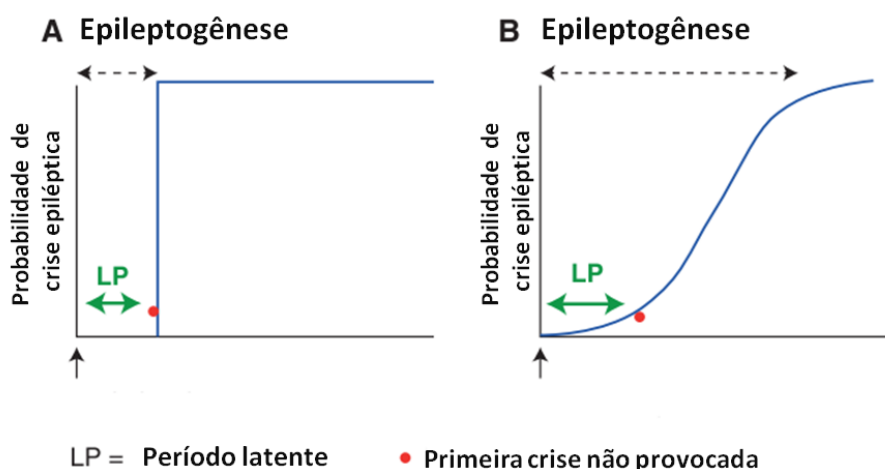 A Epileptogênese
B Epileptogênese
Probabilidade de
crise epiléptica
LP
Probabilidade de
crise epiléptica
LP
LP = Período latente
Primeira crise não provocada